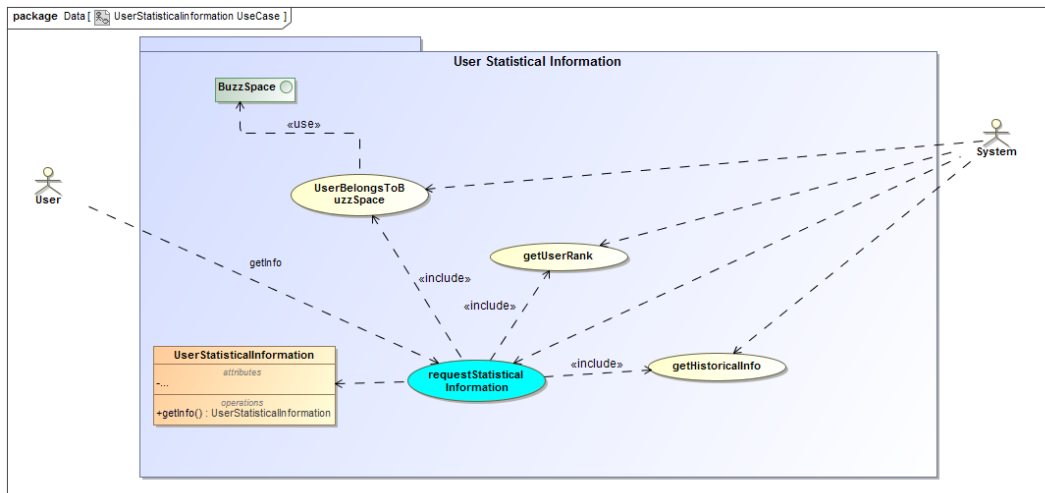 package Data[ UserStatisticalinformation UseCase ]
User Statistical Information
BuzzSpace
«use»
System
UserBelongsToB
uzzSpace
User
getUserRank
getInfo
«include»
«include»
UserStatisticalInformation
attributes
-...
operations
+getInfo() : UserStatisticalInformation
requestStatistical
Information
«include»
getHistoricalInfo